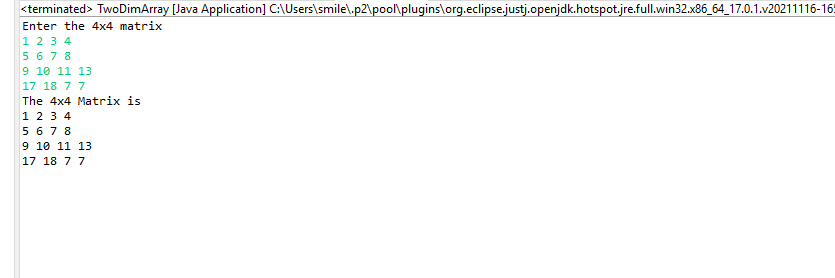 <terminated> TwoDimArray [Java Application] C:\Users\smile\.p2\pool\plugins\org.eclipse.justj.openjdk.hotspot.jre.full.win32.x86_64_17.0.1.v20211116-165
Enter the 4x4 matrix
1 2 3 4
5 6 7 8
9 10 11 13
17 18 7 7
The 4x4 Matrix is
1 2 3 4
5 6 7 8
9 10 11 13
17 18 7 7